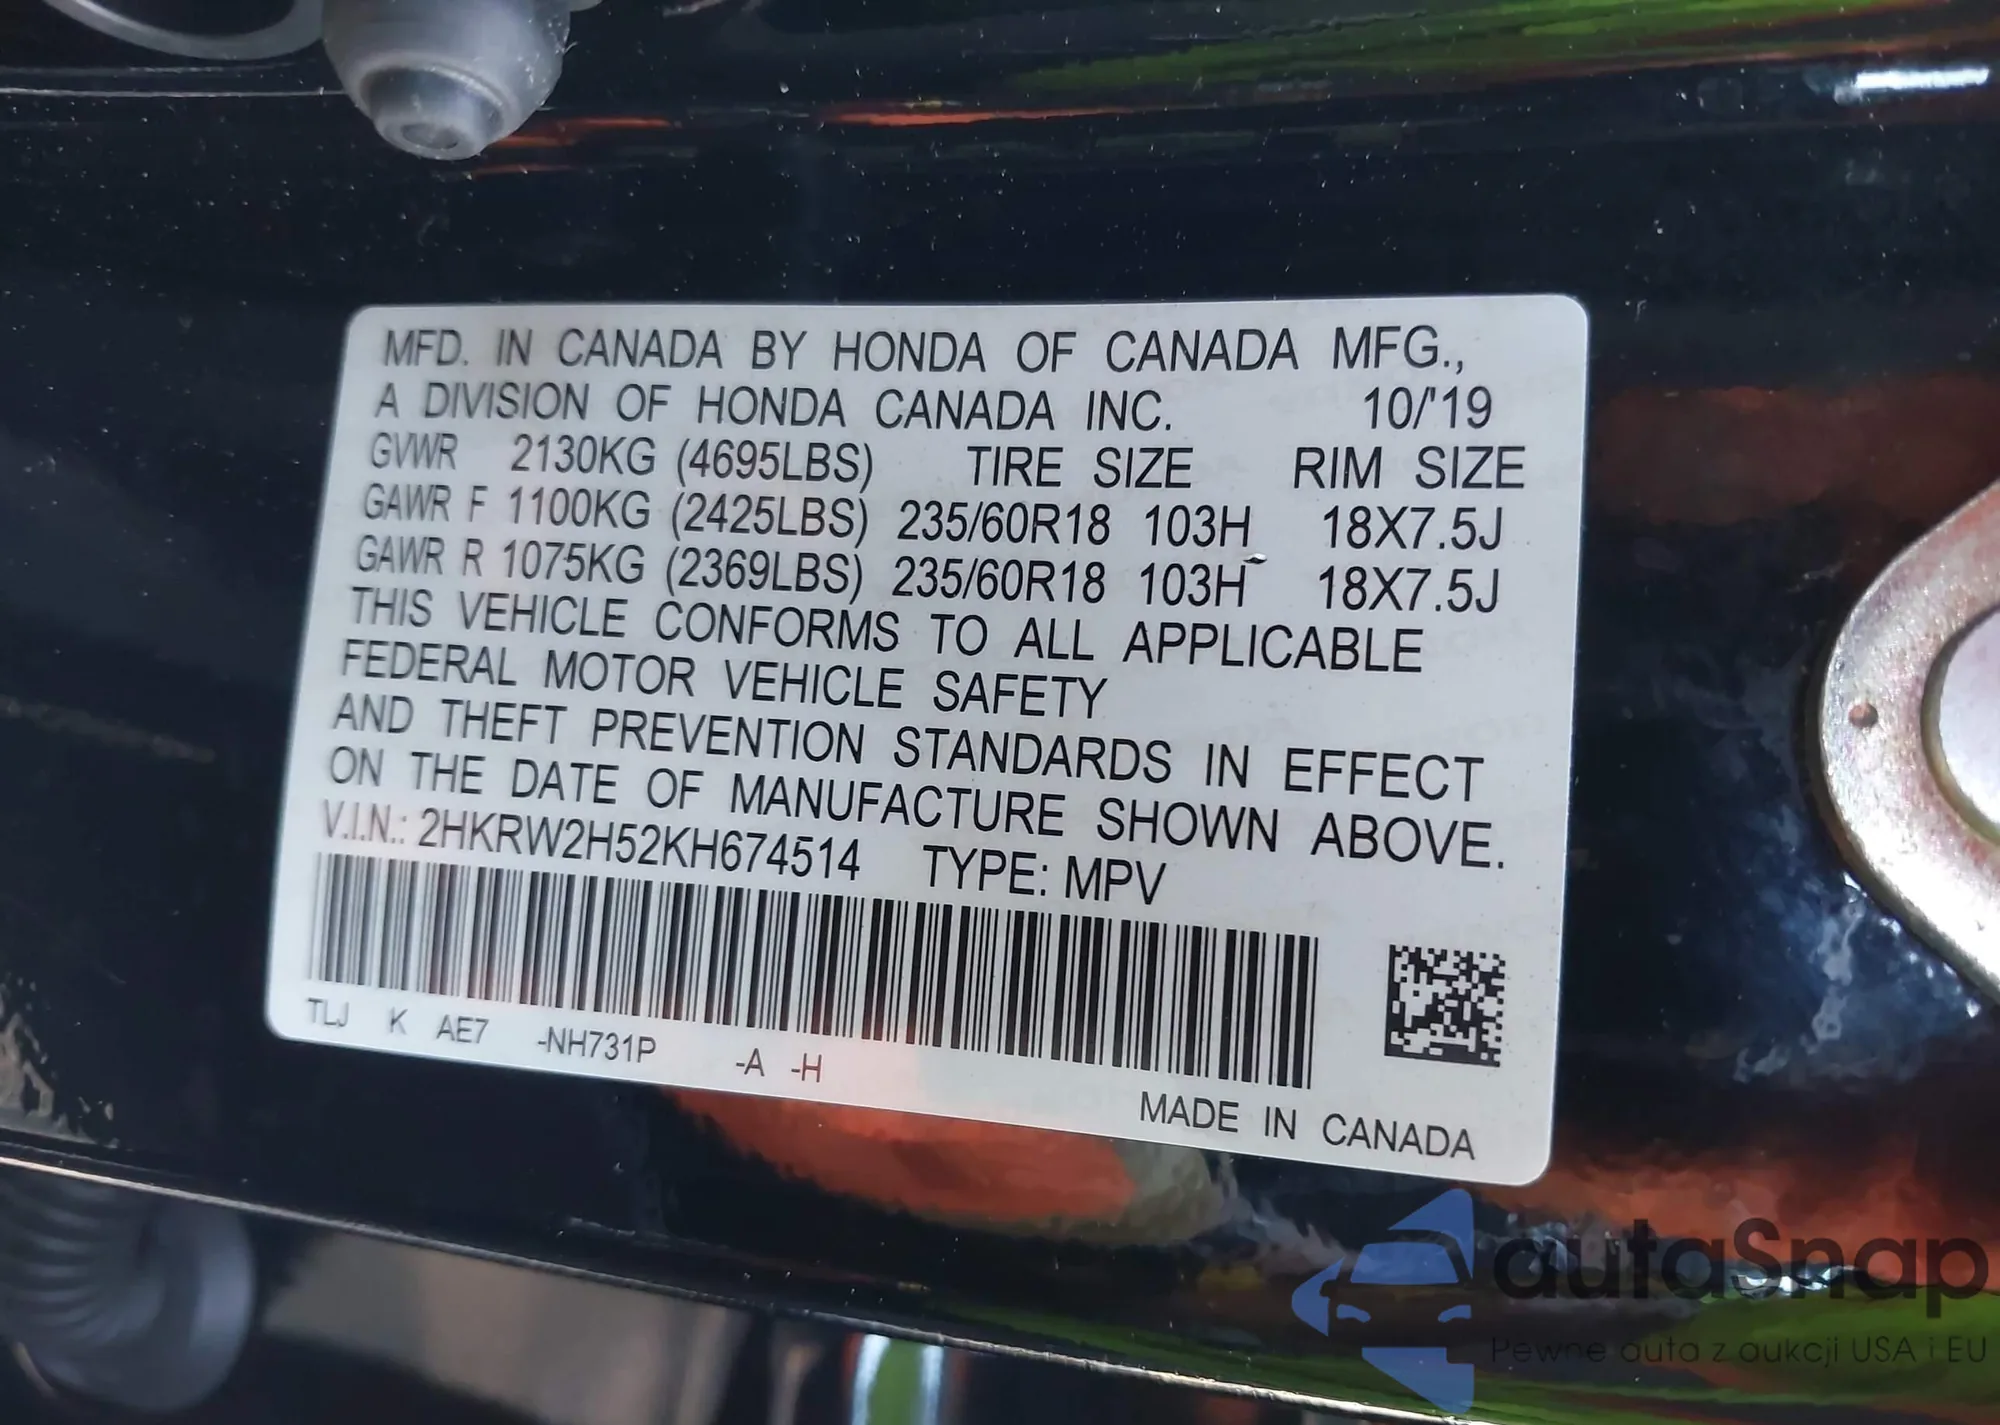 MFD. IN CANADA BY HONDA OF CANADA MFG.,
A DIVISION OF HONDA CANADA INC. 10/'19
GVWR 2130KG (4695LBS) TIRE SIZE RIM SIZE
GAWR F 1100KG (2425LBS) 235/60R18 103H 18X7.5J
GAWR R 1075KG (2369LBS) 235/60R18 103H 18X7.5J
THIS VEHICLE CONFORMS TO ALL APPLICABLE
FEDERAL MOTOR VEHICLE SAFETY
AND THEFT PREVENTION STANDARDS IN EFFECT
ON THE DATE OF MANUFACTURE SHOWN ABOVE.
V.I.N.: 2HKRW2H52KH674514 TYPE: MPV
TLJ K AE7 -NH731P -A -H
MADE IN CANADA
autaSnap
Pewne auta z aukcji USA i EU